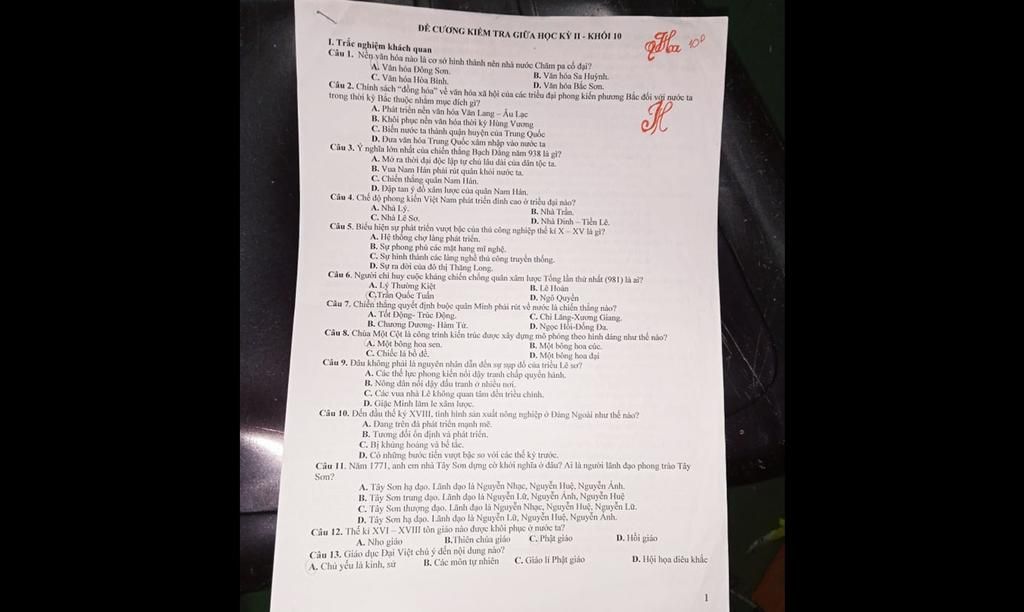 ĐỀ CƯƠNG KIỂM TRA GIỮA HỌC KỲ II - KHỐI 10
I. Trắc nghiệm khách quan
Câu 1. Nền văn hóa nào là cơ sở hình thành nên nhà nước Chăm pa cổ đại?
A. Văn hóa Đông Sơn. B. Văn hóa Sa Huỳnh.
C. Văn hóa Hòa Bình. D. Văn hóa Bắc Sơn.
Câu 2. Chính sách “đồng hóa” về văn hóa xã hội của các triều đại phong kiến phương Bắc đối với nước ta
trong thời kỳ Bắc thuộc nhằm mục đích gì?
A. Phát triển nền văn hóa Văn Lang – Âu Lạc
B. Khôi phục nền văn hóa thời kỳ Hùng Vương
C. Biến nước ta thành quận huyện của Trung Quốc
D. Đưa văn hóa Trung Quốc xâm nhập vào nước ta
Câu 3. Ý nghĩa lớn nhất của chiến thắng Bạch Đằng năm 938 là gì?
A. Mở ra thời đại độc lập tự chủ lâu dài của dân tộc ta.
B. Vua Nam Hán phải rút quân khỏi nước ta.
C. Chiến thắng quân Nam Hán.
D. Đập tan ý đồ xâm lược của quân Nam Hán.
Câu 4. Chế độ phong kiến Việt Nam phát triển đỉnh cao ở triều đại nào?
A. Nhà Lý. B. Nhà Trần.
C. Nhà Lê Sơ. D. Nhà Đinh – Tiền Lê.
Câu 5. Biểu hiện sự phát triển vượt bậc của thủ công nghiệp thế kỉ X – XV là gì?
A. Hệ thống chợ làng phát triển.
B. Sự phong phú các mặt hang mĩ nghệ.
C. Sự hình thành các làng nghề thủ công truyền thống.
D. Sự ra đời của đô thị Thăng Long.
Câu 6. Người chỉ huy cuộc kháng chiến chống quân xâm lược Tống lần thứ nhất (981) là ai?
A. Lý Thường Kiệt B. Lê Hoàn
C.Trần Quốc Tuấn D. Ngô Quyền
Câu 7. Chiến thắng quyết định buộc quân Minh phải rút về nước là chiến thắng nào?
A. Tốt Động- Trúc Động. C. Chi Lăng-Xương Giang.
B. Chương Dương- Hàm Tử. D. Ngọc Hồi-Đống Đa.
Câu 8. Chùa Một Cột là công trình kiến trúc được xây dựng mô phỏng theo hình dáng như thế nào?
A. Một bông hoa sen. B. Một bông hoa cúc.
C. Chiếc lá bồ đề. D. Một bông hoa đại
Câu 9. Đâu không phải là nguyên nhân dẫn đến sự sụp đổ của triều Lê sơ?
A. Các thế lực phong kiến nổi dậy tranh chấp quyền hành.
B. Nông dân nổi dậy đấu tranh ở nhiều nơi.
C. Các vua nhà Lê không quan tâm đến triều chính.
D. Giặc Minh lăm le xâm lược.
Câu 10. Đến đầu thế kỷ XVIII, tình hình sản xuất nông nghiệp ở Đàng Ngoài như thế nào?
A. Đang trên đà phát triển mạnh mẽ.
B. Tương đối ổn định và phát triển.
C. Bị khủng hoảng và bế tắc.
D. Có những bước tiến vượt bậc so với các thế kỷ trước.
Câu 11. Năm 1771, anh em nhà Tây Sơn dựng cờ khởi nghĩa ở đâu? Ai là người lãnh đạo phong trào Tây
Sơn?
A. Tây Sơn hạ đạo. Lãnh đạo là Nguyễn Nhạc, Nguyễn Huệ, Nguyễn Ánh.
B. Tây Sơn trung đạo. Lãnh đạo là Nguyễn Lữ, Nguyễn Ánh, Nguyễn Huệ
C. Tây Sơn thượng đạo. Lãnh đạo là Nguyễn Nhạc, Nguyễn Huệ, Nguyễn Lữ.
D. Tây Sơn hạ đạo. Lãnh đạo là Nguyễn Lữ, Nguyễn Huệ, Nguyễn Ánh.
Câu 12. Thế kỉ XVI – XVIII tôn giáo nào được khôi phục ở nước ta?
A. Nho giáo B.Thiên chúa giáo C. Phật giáo D. Hồi giáo
Câu 13. Giáo dục Đại Việt chú ý đến nội dung nào?
A. Chủ yếu là kinh, sử B. Các môn tự nhiên C. Giáo lí Phật giáo D. Hội họa điêu khắc
1